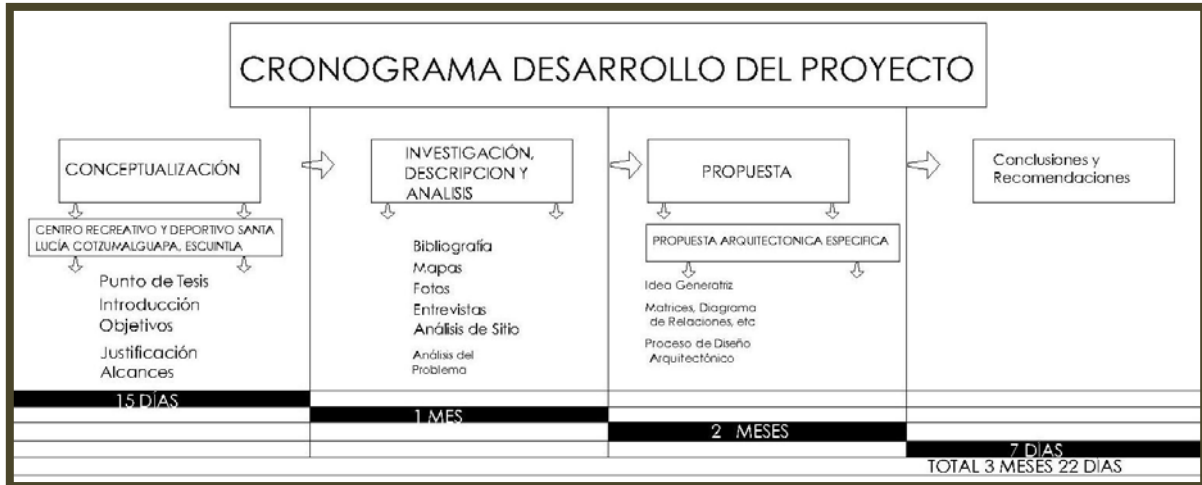 CRONOGRAMA DESARROLLO DEL PROYECTO
CONCEPTUALIZACIÓN
CENTRO RECREATIVO Y DEPORTIVO SANTA
LUCÍA COTZUMALGUAPA, ESCUINTLA
Punto de Tesis
Introducción
Objetivos
Justificación
Alcances
15 DÍAS
INVESTIGACIÓN,
DESCRIPCION Y
ANALISIS
Bibliografía
Mapas
Fotos
Entrevistas
Análisis de Sitio
Análisis del
Problema
1 MES
PROPUESTA
PROPUESTA ARQUITECTONICA ESPECIFICA
Idea Generatriz
Matrices, Diagrama
de Relaciones, etc
Proceso de Diseño
Arquitectónico
2 MESES
Conclusiones y
Recomendaciones
7 DÍAS
TOTAL 3 MESES 22 DIAS